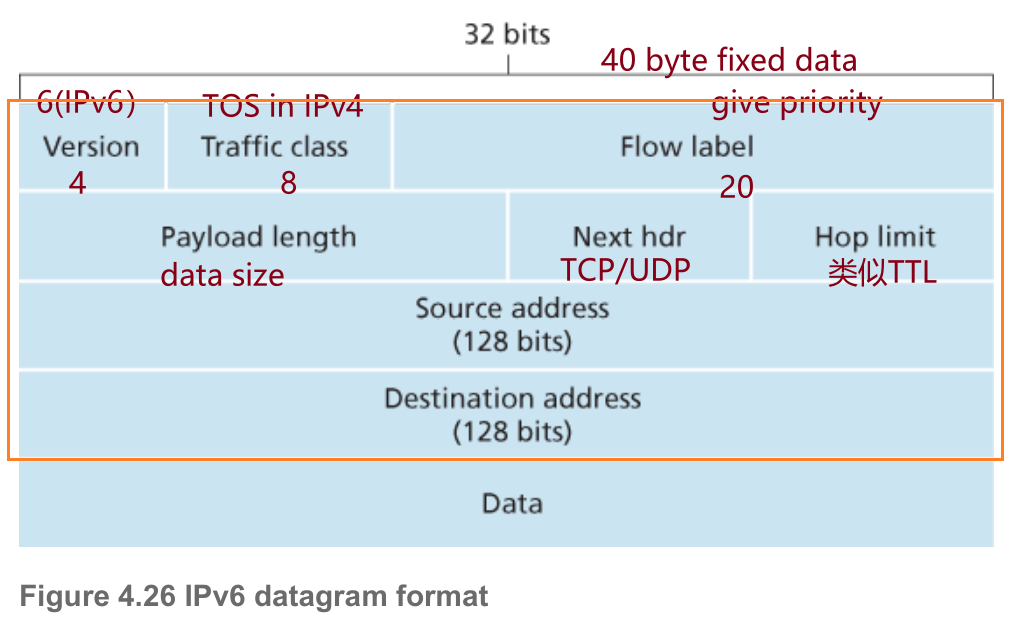 32 bits
40 byte fixed data
6(IPv6) TOS in IPv4 give priority
Version Traffic class Flow label
4 8 20
Payload length Next hdr Hop limit
data size TCP/UDP 类似TTL
Source address
(128 bits)
Destination address
(128 bits)
Data
Figure 4.26 IPv6 datagram format